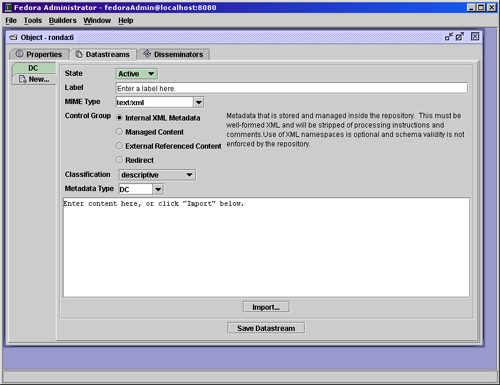 Fedora Administrator - fedoraAdmin@localhost:8080
File Tools Builders Window Help
Object - ronda:6
Properties Datastreams Disseminators
DC
New...
State Active
Label Enter a label here.
MIME Type text/xml
Control Group Internal XML Metadata
Managed Content
External Referenced Content
Redirect
Metadata that is stored and managed inside the repository. This must be
well-formed XML and will be stripped of processing instructions and
comments.Use of XML namespaces is optional and schema validity is not
enforced by the repository.
Classification descriptive
Metadata Type DC
Enter content here, or click "Import" below.
Import...
Save Datastream